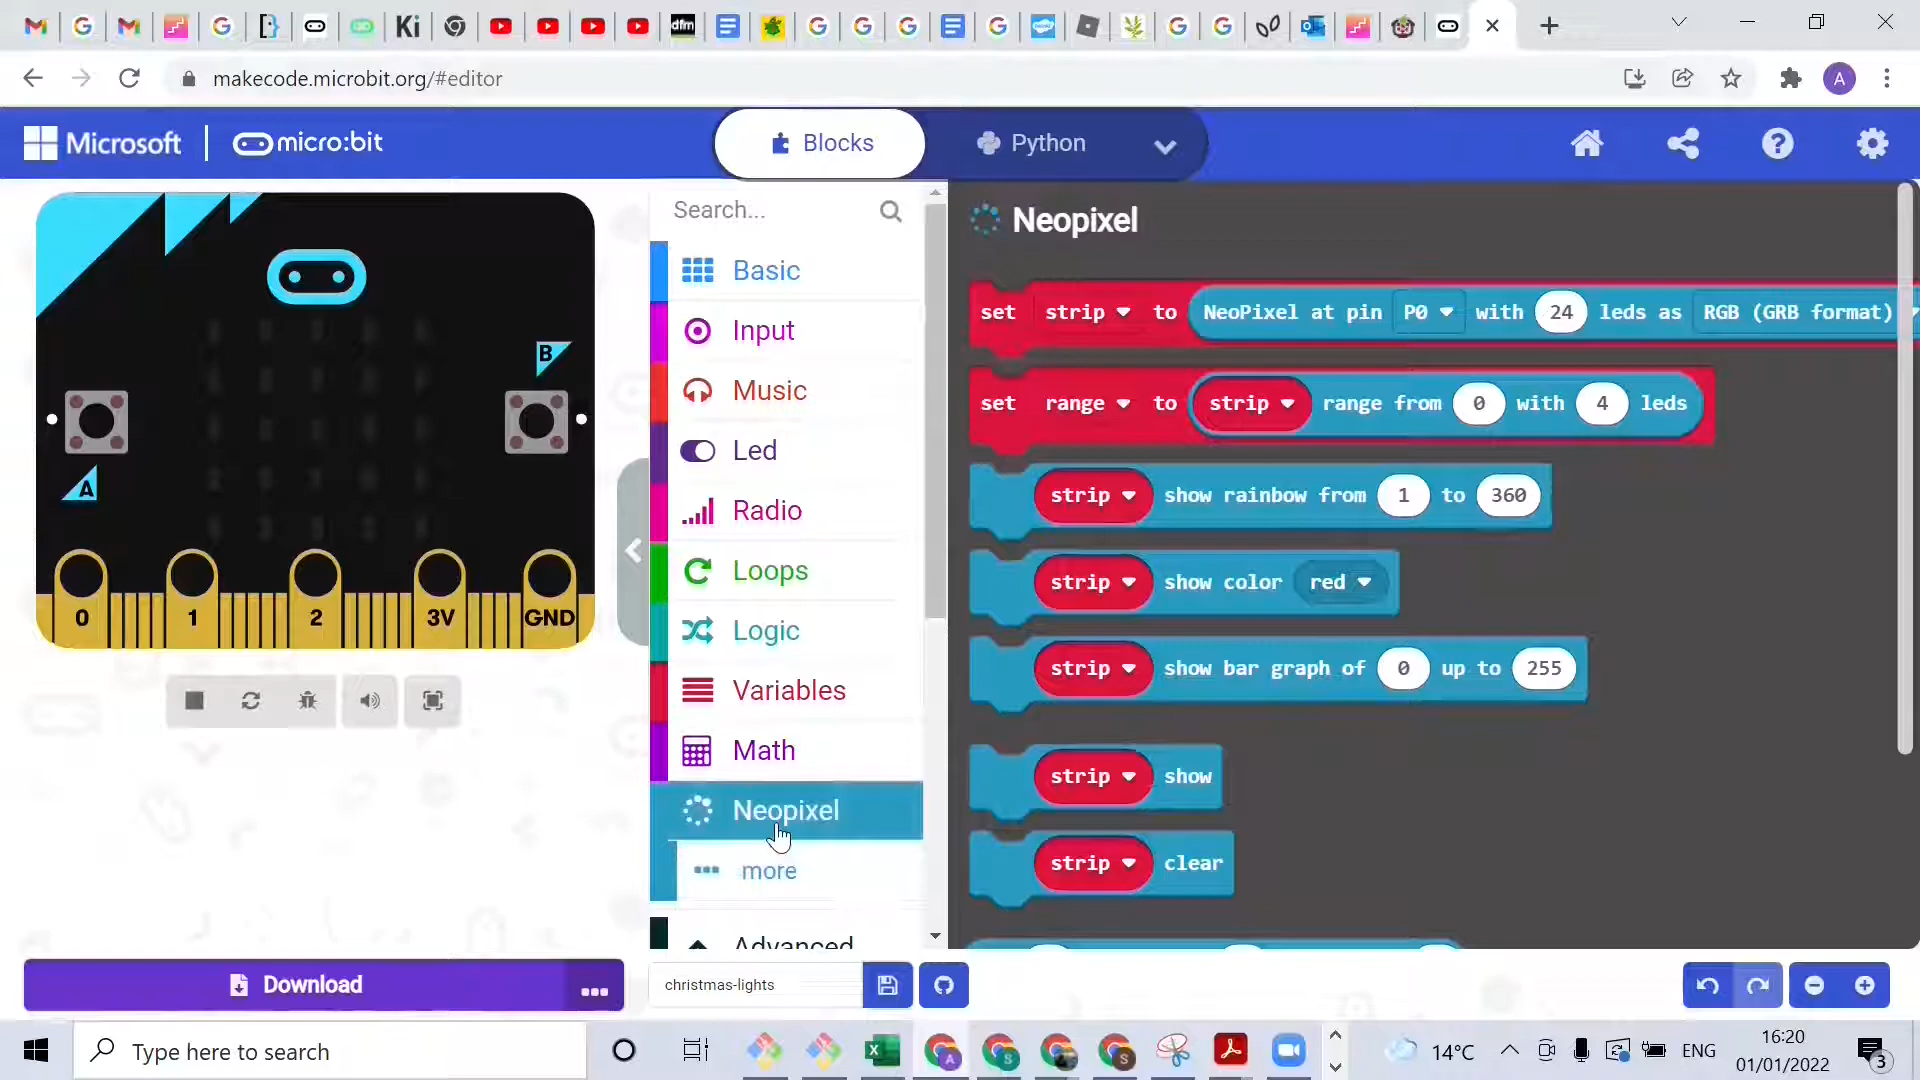 dfm
Ki
makecode.microbit.org/#editor
A
Microsoft
micro:bit
Blocks
Python
B
A
0
1
2
3V
GND
Search...
Basic
Input
Music
Led
Radio
Loops
Logic
Variables
Math
Neopixel
more
Advanced
Neopixel
set strip to NeoPixel at pin P0 with 24 leds as RGB (GRB format)
set range to strip range from 0 with 4 leds
strip show rainbow from 1 to 360
strip show color red
strip show bar graph of 0 up to 255
strip show
strip clear
Download
christmas-lights
Type here to search
A
S
S
14°C
ENG
16:20
01/01/2022
3